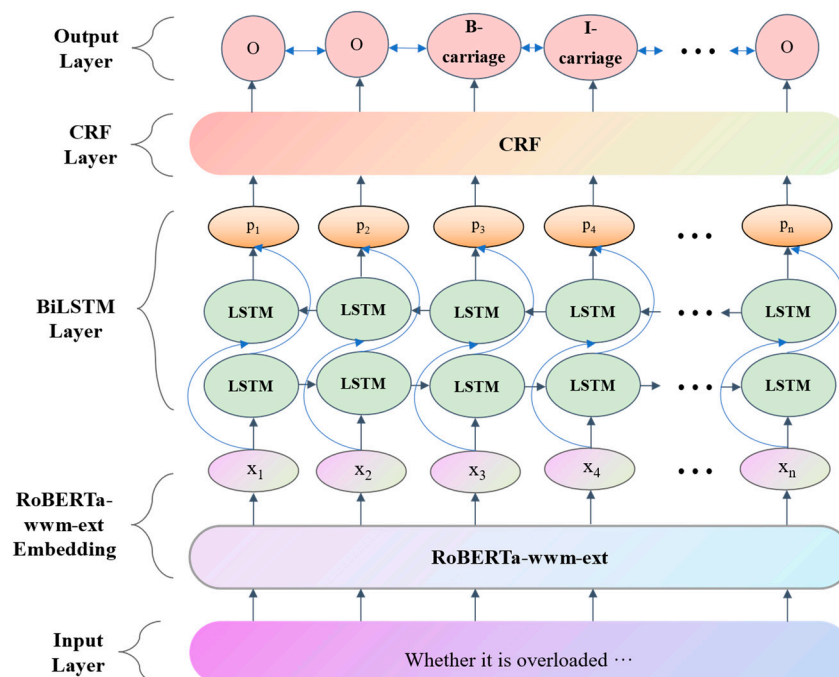 Output
Layer
O
O
B-
carriage
I-
carriage
• • •
O
CRF
Layer
CRF
BiLSTM
Layer
p1
p2
p3
p4
• • •
pn
LSTM
LSTM
LSTM
LSTM
• • •
LSTM
LSTM
LSTM
LSTM
LSTM
• • •
LSTM
x1
x2
x3
x4
• • •
xn
RoBERTa-
wwm-ext
Embedding
RoBERTa-wwm-ext
Input
Layer
Whether it is overloaded ···